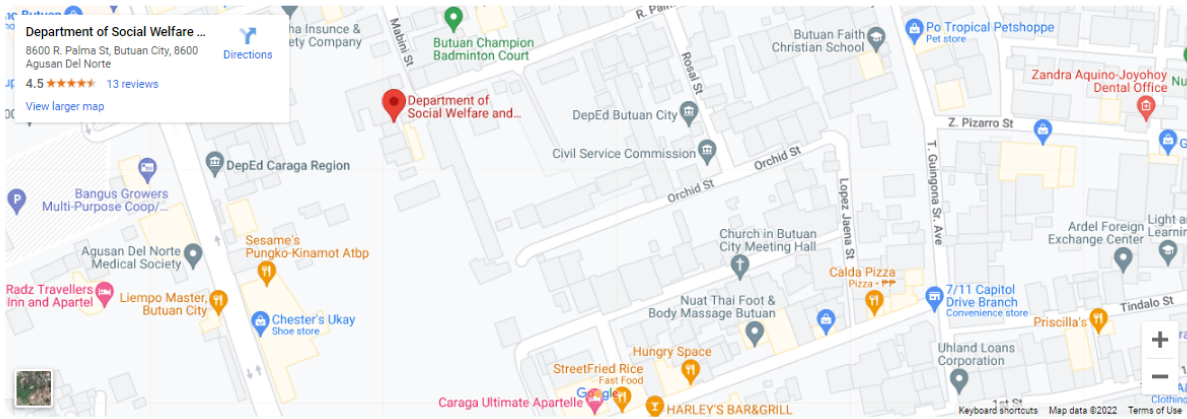 Department of Social Welfare ...
8600 R. Palma St, Butuan City, 8600
Agusan Del Norte
4.5
13 reviews
View larger map
Directions
Insurance &
ety Company
Mabini St
Butuan Champion
Badminton Court
R. Palma
Butuan Faith
Christian School
Po Tropical Petshoppe
Pet store
Zandra Aquino-Joyohoy
Dental Office
Department of
Social Welfare and...
Rosal St
DepEd Butuan City
Z. Pizarro St
Civil Service Commission
Orchid St
DepEd Caraga Region
Orchid St
T. Guingona Sr. Ave
Lopez Jaena St
P
Bangus Growers
Multi-Purpose Coop/...
Sesame's
Pungko-Kinamot Atbp
Agusan Del Norte
Medical Society
Church in Butuan
City Meeting Hall
Ardel Foreign
Exchange Center
Light a
Learnin
Radz Travellers
Inn and Apartel
Liempo Master,
Butuan City
Calda Pizza
Pizza • ₱₱
7/11 Capitol
Drive Branch
Convenience store
Tindalo St
Chester's Ukay
Shoe store
Nuat Thai Foot &
Body Massage Butuan
Priscilla's
Hungry Space
Uhland Loans
Corporation
StreetFried Rice
Fast Food
Google
Caraga Ultimate Apartelle
HARLEY'S BAR&GRILL
1st St
Clothing
Keyboard shortcuts
Map data ©2022
Terms of Use